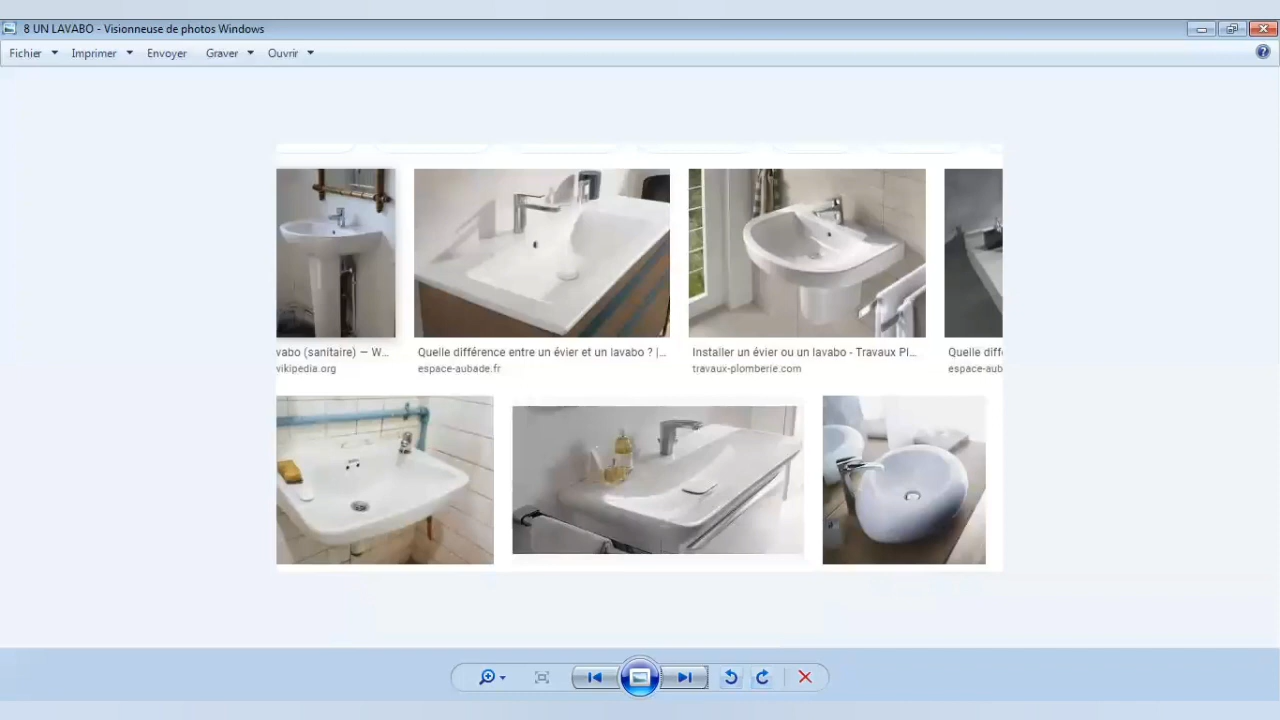 8 UN LAVABO - Visionneuse de photos Windows
Fichier Imprimer Envoyer Graver Ouvrir
vabo (sanitaire) — W... Quelle différence entre un évier et un lavabo ? |... Installer un évier ou un lavabo - Travaux Pl... Quelle diff
vikipedia.org espace-aubade.fr travaux-plomberie.com espace-aub